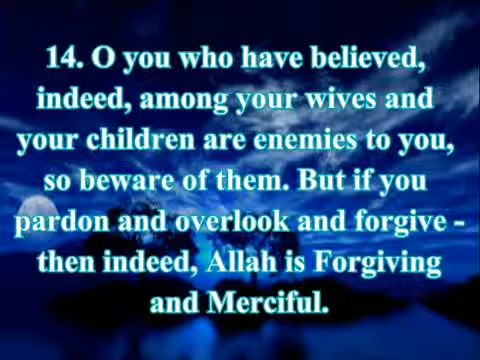 14. O you who have believed,
indeed, among your wives and
your children are enemies to you,
so beware of them. But if you
pardon and overlook and forgive -
then indeed, Allah is Forgiving
and Merciful.